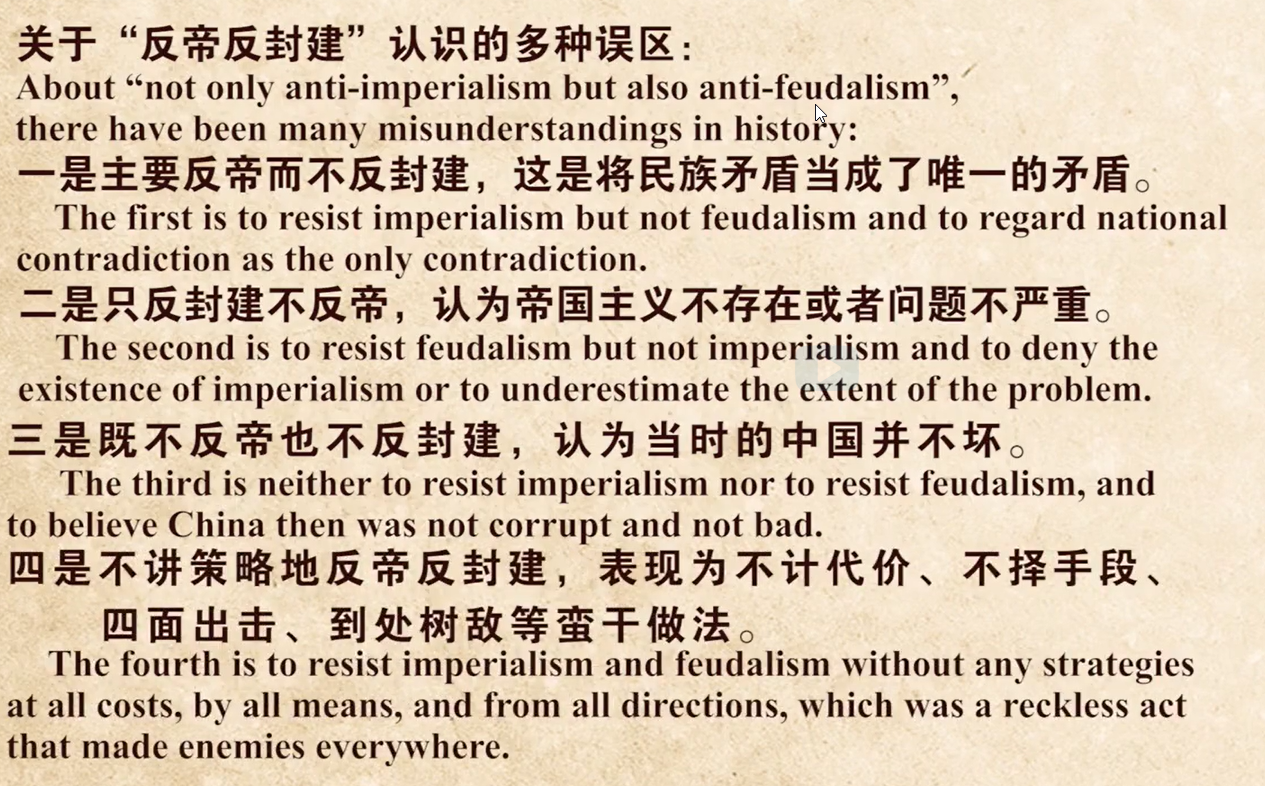 关于“反帝反封建”认识的多种误区：
About “not only anti-imperialism but also anti-feudalism”,
there have been many misunderstandings in history:
一是主要反帝而不反封建，这是将民族矛盾当成了唯一的矛盾。
The first is to resist imperialism but not feudalism and to regard national
contradiction as the only contradiction.
二是只反封建不反帝，认为帝国主义不存在或者问题不严重。
The second is to resist feudalism but not imperialism and to deny the
existence of imperialism or to underestimate the extent of the problem.
三是既不反帝也不反封建，认为当时的中国并不坏。
The third is neither to resist imperialism nor to resist feudalism, and
to believe China then was not corrupt and not bad.
四是不讲策略地反帝反封建，表现为不计代价、不择手段、
四面出击、到处树敌等蛮干做法。
The fourth is to resist imperialism and feudalism without any strategies
at all costs, by all means, and from all directions, which was a reckless act
that made enemies everywhere.